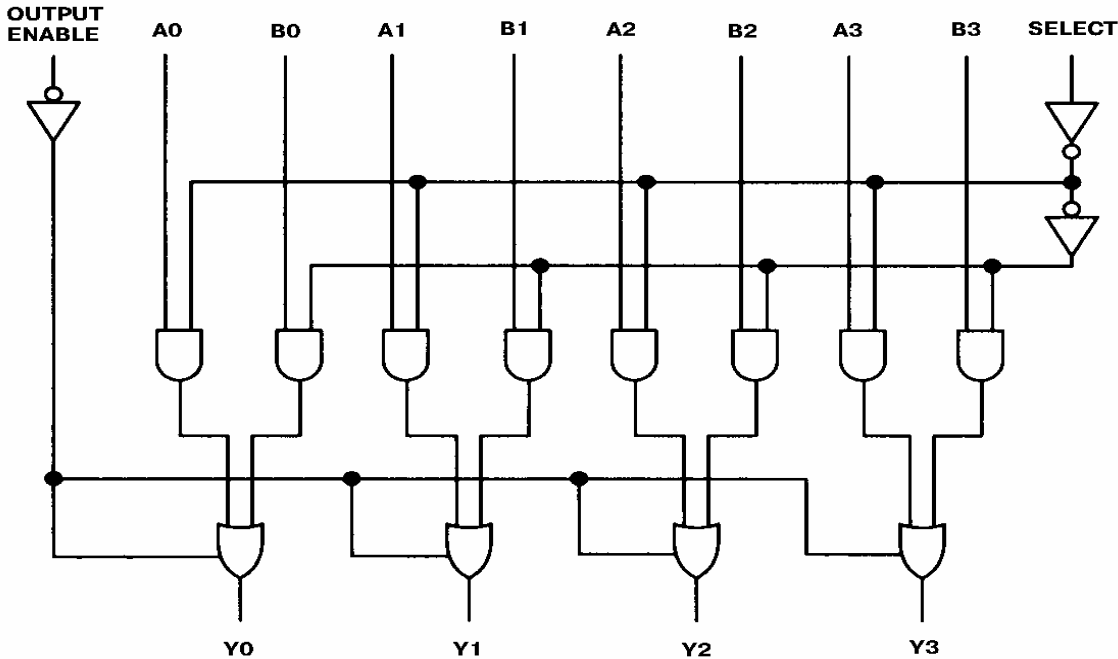 OUTPUT
ENABLE
A0
B0
A1
B1
A2
B2
A3
B3
SELECT
Y0
Y1
Y2
Y3